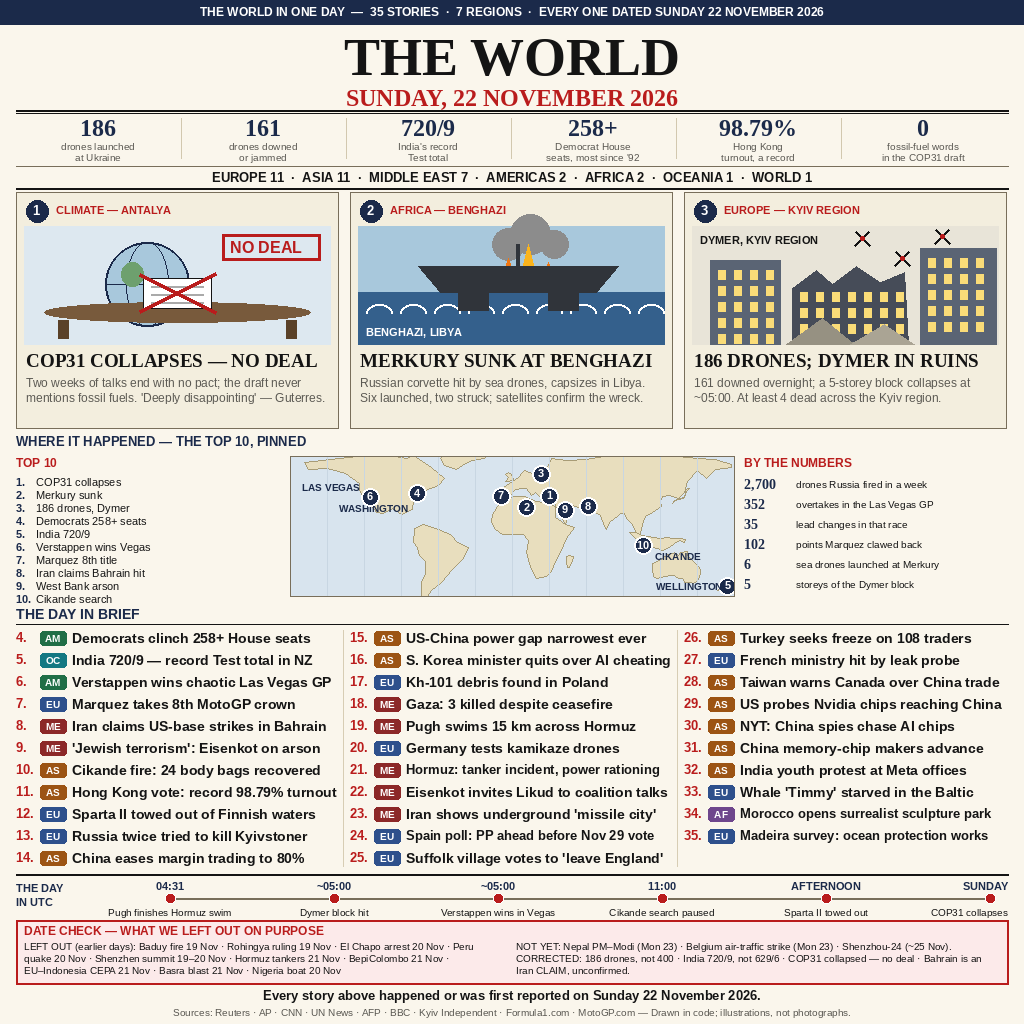 THE WORLD IN ONE DAY — 35 STORIES · 7 REGIONS · EVERY ONE DATED SUNDAY 22 NOVEMBER 2026
THE WORLD
SUNDAY, 22 NOVEMBER 2026
186
drones launched
at Ukraine
161
drones downed
or jammed
720/9
India's record
Test total
258+
Democrat House
seats, most since '92
98.79%
Hong Kong
turnout, a record
0
fossil-fuel words
in the COP31 draft
EUROPE 11 · ASIA 11 · MIDDLE EAST 7 · AMERICAS 2 · AFRICA 2 · OCEANIA 1 · WORLD 1
1 CLIMATE — ANTALYA
NO DEAL
COP31 COLLAPSES — NO DEAL
Two weeks of talks end with no pact; the draft never
mentions fossil fuels. 'Deeply disappointing' — Guterres.
2 AFRICA — BENGHAZI
BENGHAZI, LIBYA
MERKURY SUNK AT BENGHAZI
Russian corvette hit by sea drones, capsizes in Libya.
Six launched, two struck; satellites confirm the wreck.
3 EUROPE — KYIV REGION
DYMER, KYIV REGION
186 DRONES; DYMER IN RUINS
161 downed overnight; a 5-storey block collapses at
~05:00. At least 4 dead across the Kyiv region.
WHERE IT HAPPENED — THE TOP 10, PINNED
TOP 10
1. COP31 collapses
2. Merkury sunk
3. 186 drones, Dymer
4. Democrats 258+ seats
5. India 720/9
6. Verstappen wins Vegas
7. Marquez 8th title
8. Iran claims Bahrain hit
9. West Bank arson
10. Cikande search
LAS VEGAS
WASHINGTON
CIKANDE
WELLINGTON
6
4
3
7
1
2
9
8
10
5
BY THE NUMBERS
2,700 drones Russia fired in a week
352 overtakes in the Las Vegas GP
35 lead changes in that race
102 points Marquez clawed back
6 sea drones launched at Merkury
5 storeys of the Dymer block
THE DAY IN BRIEF
4. AM Democrats clinch 258+ House seats
5. OC India 720/9 — record Test total in NZ
6. AM Verstappen wins chaotic Las Vegas GP
7. EU Marquez takes 8th MotoGP crown
8. ME Iran claims US-base strikes in Bahrain
9. ME 'Jewish terrorism': Eisenkot on arson
10. AS Cikande fire: 24 body bags recovered
11. AS Hong Kong vote: record 98.79% turnout
12. EU Sparta II towed out of Finnish waters
13. EU Russia twice tried to kill Kyivstoner
14. AS China eases margin trading to 80%
15. AS US-China power gap narrowest ever
16. AS S. Korea minister quits over AI cheating
17. EU Kh-101 debris found in Poland
18. ME Gaza: 3 killed despite ceasefire
19. ME Pugh swims 15 km across Hormuz
20. EU Germany tests kamikaze drones
21. ME Hormuz: tanker incident, power rationing
22. ME Eisenkot invites Likud to coalition talks
23. ME Iran shows underground 'missile city'
24. EU Spain poll: PP ahead before Nov 29 vote
25. EU Suffolk village votes to 'leave England'
26. AS Turkey seeks freeze on 108 traders
27. EU French ministry hit by leak probe
28. AS Taiwan warns Canada over China trade
29. AS US probes Nvidia chips reaching China
30. AS NYT: China spies chase AI chips
31. AS China memory-chip makers advance
32. AS India youth protest at Meta offices
33. EU Whale 'Timmy' starved in the Baltic
34. AF Morocco opens surrealist sculpture park
35. EU Madeira survey: ocean protection works
THE DAY
IN UTC
04:31
Pugh finishes Hormuz swim
~05:00
Dymer block hit
~05:00
Verstappen wins in Vegas
11:00
Cikande search paused
AFTERNOON
Sparta II towed out
SUNDAY
COP31 collapses
DATE CHECK — WHAT WE LEFT OUT ON PURPOSE
LEFT OUT (earlier days): Baduy fire 19 Nov · Rohingya ruling 19 Nov · El Chapo arrest 20 Nov · Peru
quake 20 Nov · Shenzhen summit 19–20 Nov · Hormuz tankers 21 Nov · BepiColombo 21 Nov ·
EU–Indonesia CEPA 21 Nov · Basra blast 21 Nov · Nigeria boat 20 Nov
NOT YET: Nepal PM–Modi (Mon 23) · Belgium air-traffic strike (Mon 23) · Shenzhou-24 (~25 Nov).
CORRECTED: 186 drones, not 400 · India 720/9, not 629/6 · COP31 collapsed — no deal · Bahrain is an
Iran CLAIM, unconfirmed.
Every story above happened or was first reported on Sunday 22 November 2026.
Sources: Reuters · AP · CNN · UN News · AFP · BBC · Kyiv Independent · Formula1.com · MotoGP.com — Drawn in code; illustrations, not photographs.